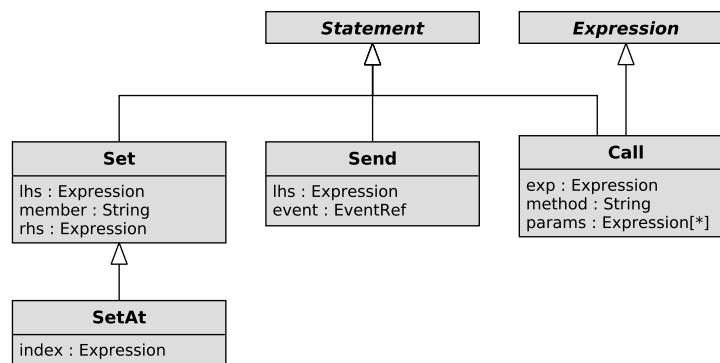 Statement
Expression
Set
lhs : Expression
member : String
rhs : Expression
Send
lhs : Expression
event : EventRef
Call
exp : Expression
method : String
params : Expression[*]
SetAt
index : Expression